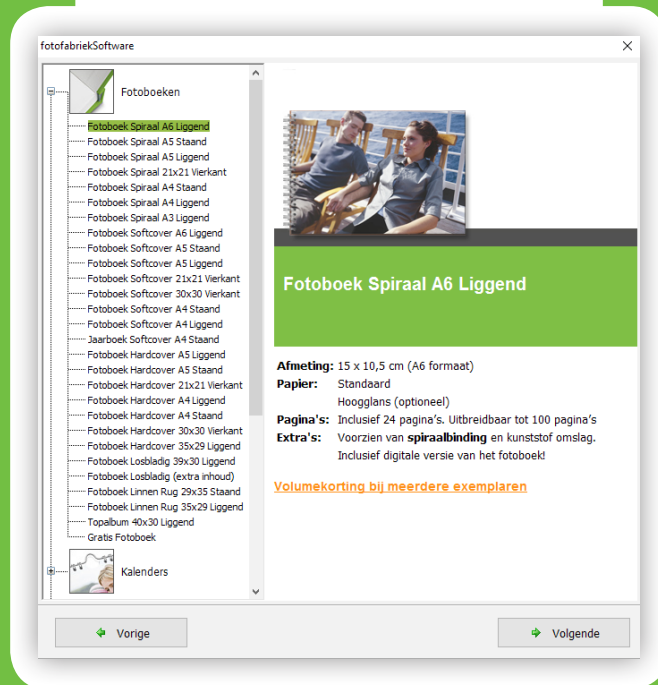 fotofabriekSoftware
Fotoboeken
Fotoboek Spiraal A6 Liggend
Fotoboek Spiraal A5 Staand
Fotoboek Spiraal A5 Liggend
Fotoboek Spiraal 21x21 Vierkant
Fotoboek Spiraal A4 Staand
Fotoboek Spiraal A4 Liggend
Fotoboek Spiraal A3 Liggend
Fotoboek Softcover A6 Liggend
Fotoboek Softcover A5 Staand
Fotoboek Softcover A5 Liggend
Fotoboek Softcover 21x21 Vierkant
Fotoboek Softcover 30x30 Vierkant
Fotoboek Softcover A4 Staand
Fotoboek Softcover A4 Liggend
Jaarboek Softcover A4 Staand
Fotoboek Hardcover A5 Liggend
Fotoboek Hardcover A5 Staand
Fotoboek Hardcover 21x21 Vierkant
Fotoboek Hardcover A4 Liggend
Fotoboek Hardcover A4 Staand
Fotoboek Hardcover 30x30 Vierkant
Fotoboek Hardcover 35x29 Liggend
Fotoboek Losbladig 39x30 Liggend
Fotoboek Losbladig (extra inhoud)
Fotoboek Linnen Rug 29x35 Staand
Fotoboek Linnen Rug 35x29 Liggend
Topalbum 40x30 Liggend
Gratis Fotoboek
Kalenders
Fotoboek Spiraal A6 Liggend
Afmeting: 15 x 10,5 cm (A6 formaat)
Papier: Standaard
Hoogglans (optioneel)
Pagina's: Inclusief 24 pagina’s. Uitbreidbaar tot 100 pagina’s
Extra's: Voorzien van spiraalbinding en kunststof omslag.
Inclusief digitale versie van het fotoboek!
Volumekorting bij meerdere exemplaren
Vorige
Volgende